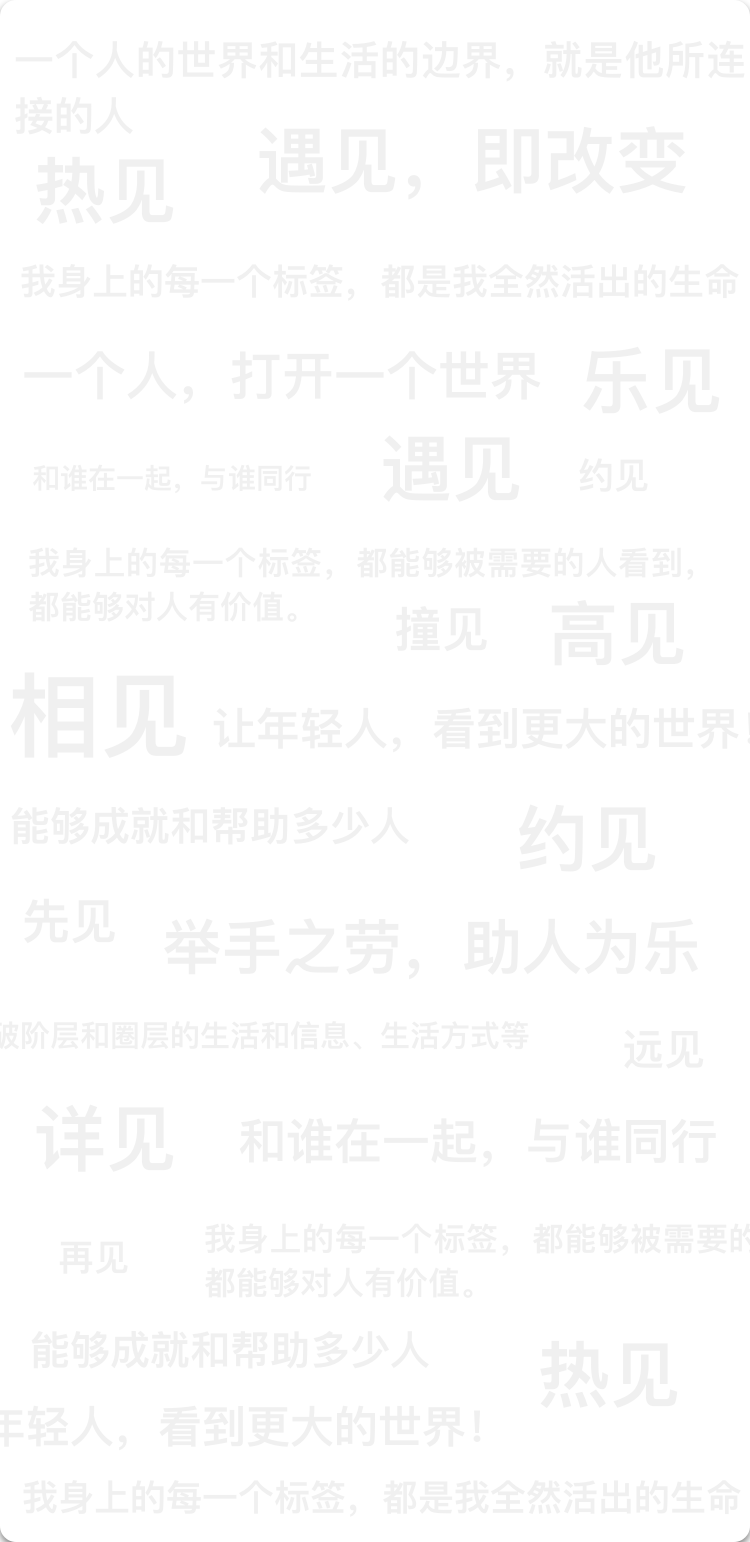 一个人的世界和生活的边界，就是他所连
接的人
遇见，即改变
热见
我身上的每一个标签，都是我全然活出的生命
一个人，打开一个世界
乐见
遇见
和谁在一起，与谁同行
约见
我身上的每一个标签，都能够被需要的人看到，
都能够对人有价值。
撞见
高见
相见
让年轻人，看到更大的世界！
能够成就和帮助多少人
约见
先见
举手之劳，助人为乐
破阶层和圈层的生活和信息、生活方式等
远见
详见
和谁在一起，与谁同行
我身上的每一个标签，都能够被需要的
都能够对人有价值。
再见
能够成就和帮助多少人
热见
年轻人，看到更大的世界！
我身上的每一个标签，都是我全然活出的生命